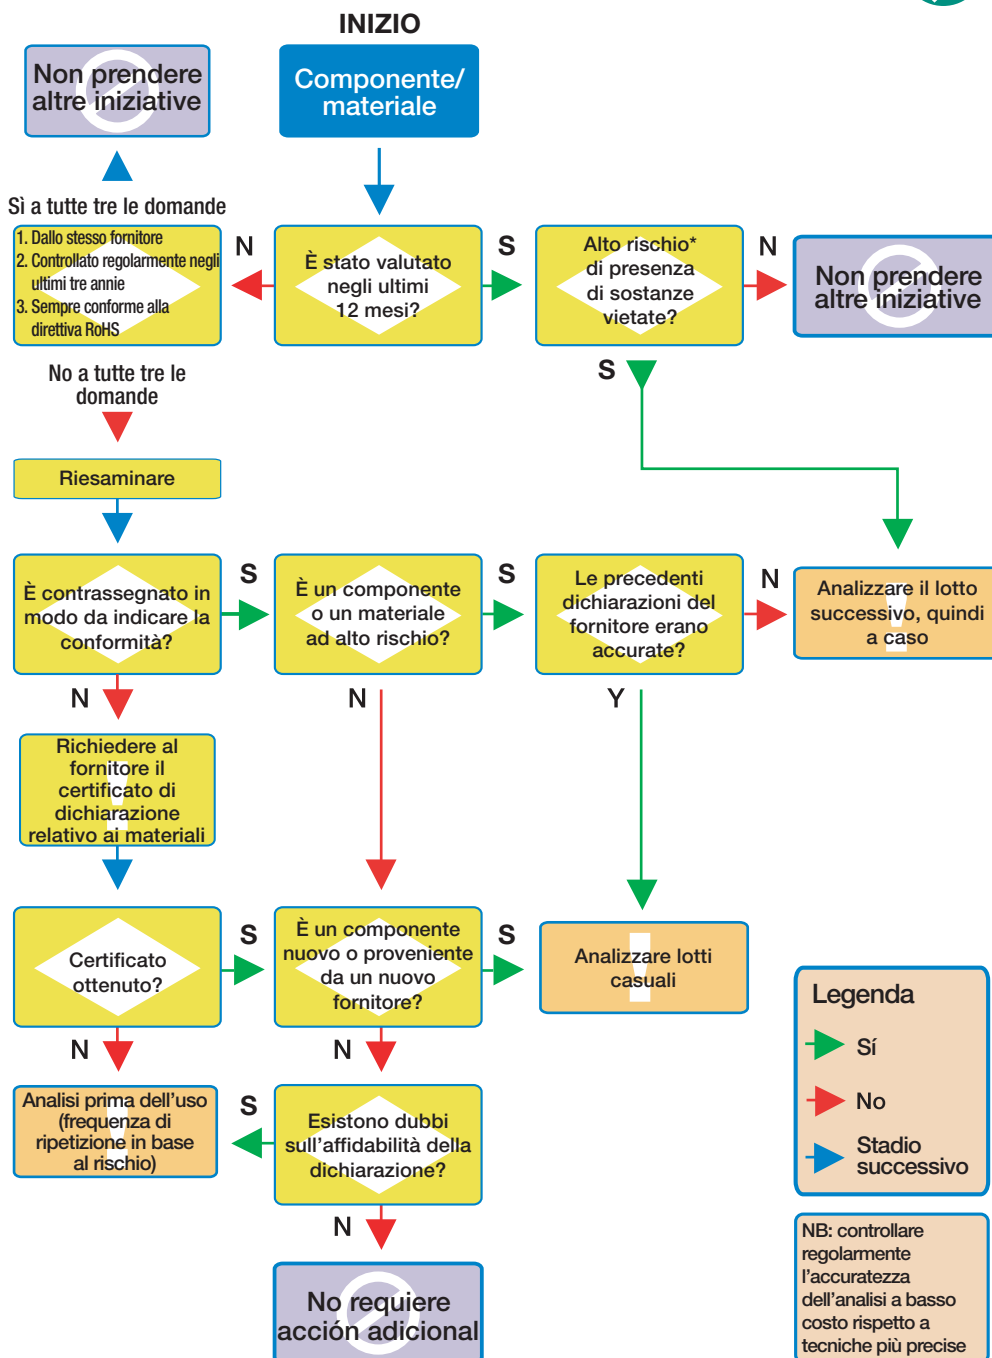 INIZIO
Non prendere
altre iniziative
Componente/
materiale
Sì a tutte tre le domande
1. Dallo stesso fornitore
2. Controllato regolarmente negli
ultimi tre annie
3. Sempre conforme alla
direttiva RoHS
N
È stato valutato
negli ultimi
12 mesi?
S
Alto rischio*
di presenza
di sostanze
vietate?
N
Non prendere
altre iniziative
No a tutte tre le
domande
S
Riesaminare
È contrassegnato in
modo da indicare la
conformità?
S
È un componente
o un materiale
ad alto rischio?
S
Le precedenti
dichiarazioni del
fornitore erano
accurate?
N
Analizzare il lotto
successivo, quindi
a caso
N
N
Y
Richiedere al
fornitore il
certificato di
dichiarazione
relativo ai materiali
Certificato
ottenuto?
S
È un componente
nuovo o proveniente
da un nuovo
fornitore?
S
Analizzare lotti
casuali
N
N
Analisi prima dell'uso
(frequenza di
ripetizione in base
al rischio)
S
Esistono dubbi
sull'affidabilità della
dichiarazione?
N
No requiere
acción adicional
Legenda
Sí
No
Stadio
successivo
NB: controllare
regolarmente
l'accuratezza
dell'analisi a basso
costo rispetto a
tecniche più precise